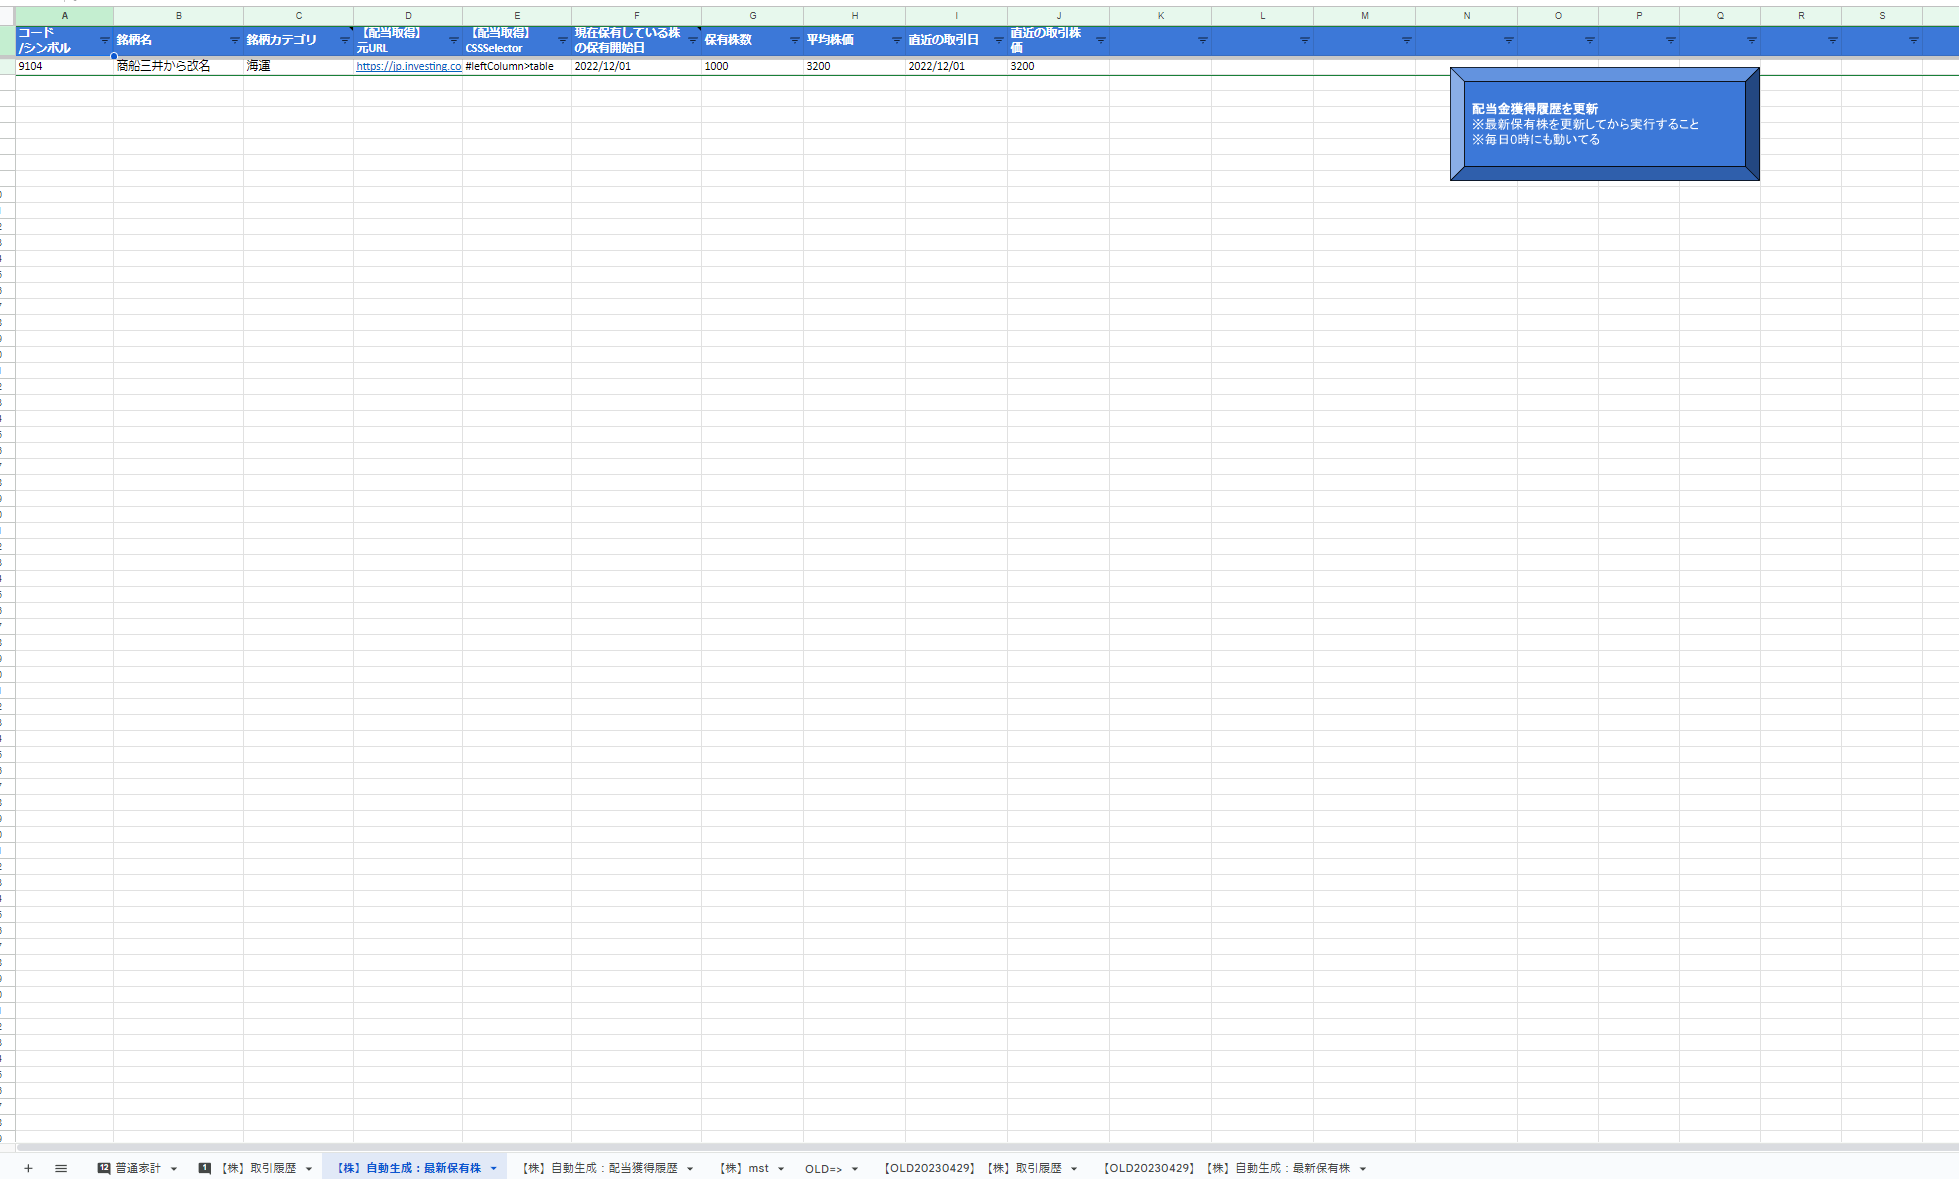 A B C D E F G H I J K L M N O P Q R S
コード
/シンボル
銘柄名
銘柄カテゴリ
【配当取得】
元URL
【配当取得】
CSSSelector
現在保有している株
の保有開始日
保有株数
平均株価
直近の取引日
直近の取引株
価
9104 商船三井から改名 海運 https://jp.investing.co #leftColumn>table 2022/12/01 1000 3200 2022/12/01 3200
配当金獲得履歴を更新
※最新保有株を更新してから実行すること
※毎日0時にも動いてる
12 普通家計 1 【株】取引履歴 【株】自動生成：最新保有株 【株】自動生成：配当獲得履歴 【株】mst OLD=> 【OLD20230429】【株】取引履歴 【OLD20230429】【株】自動生成：最新保有株